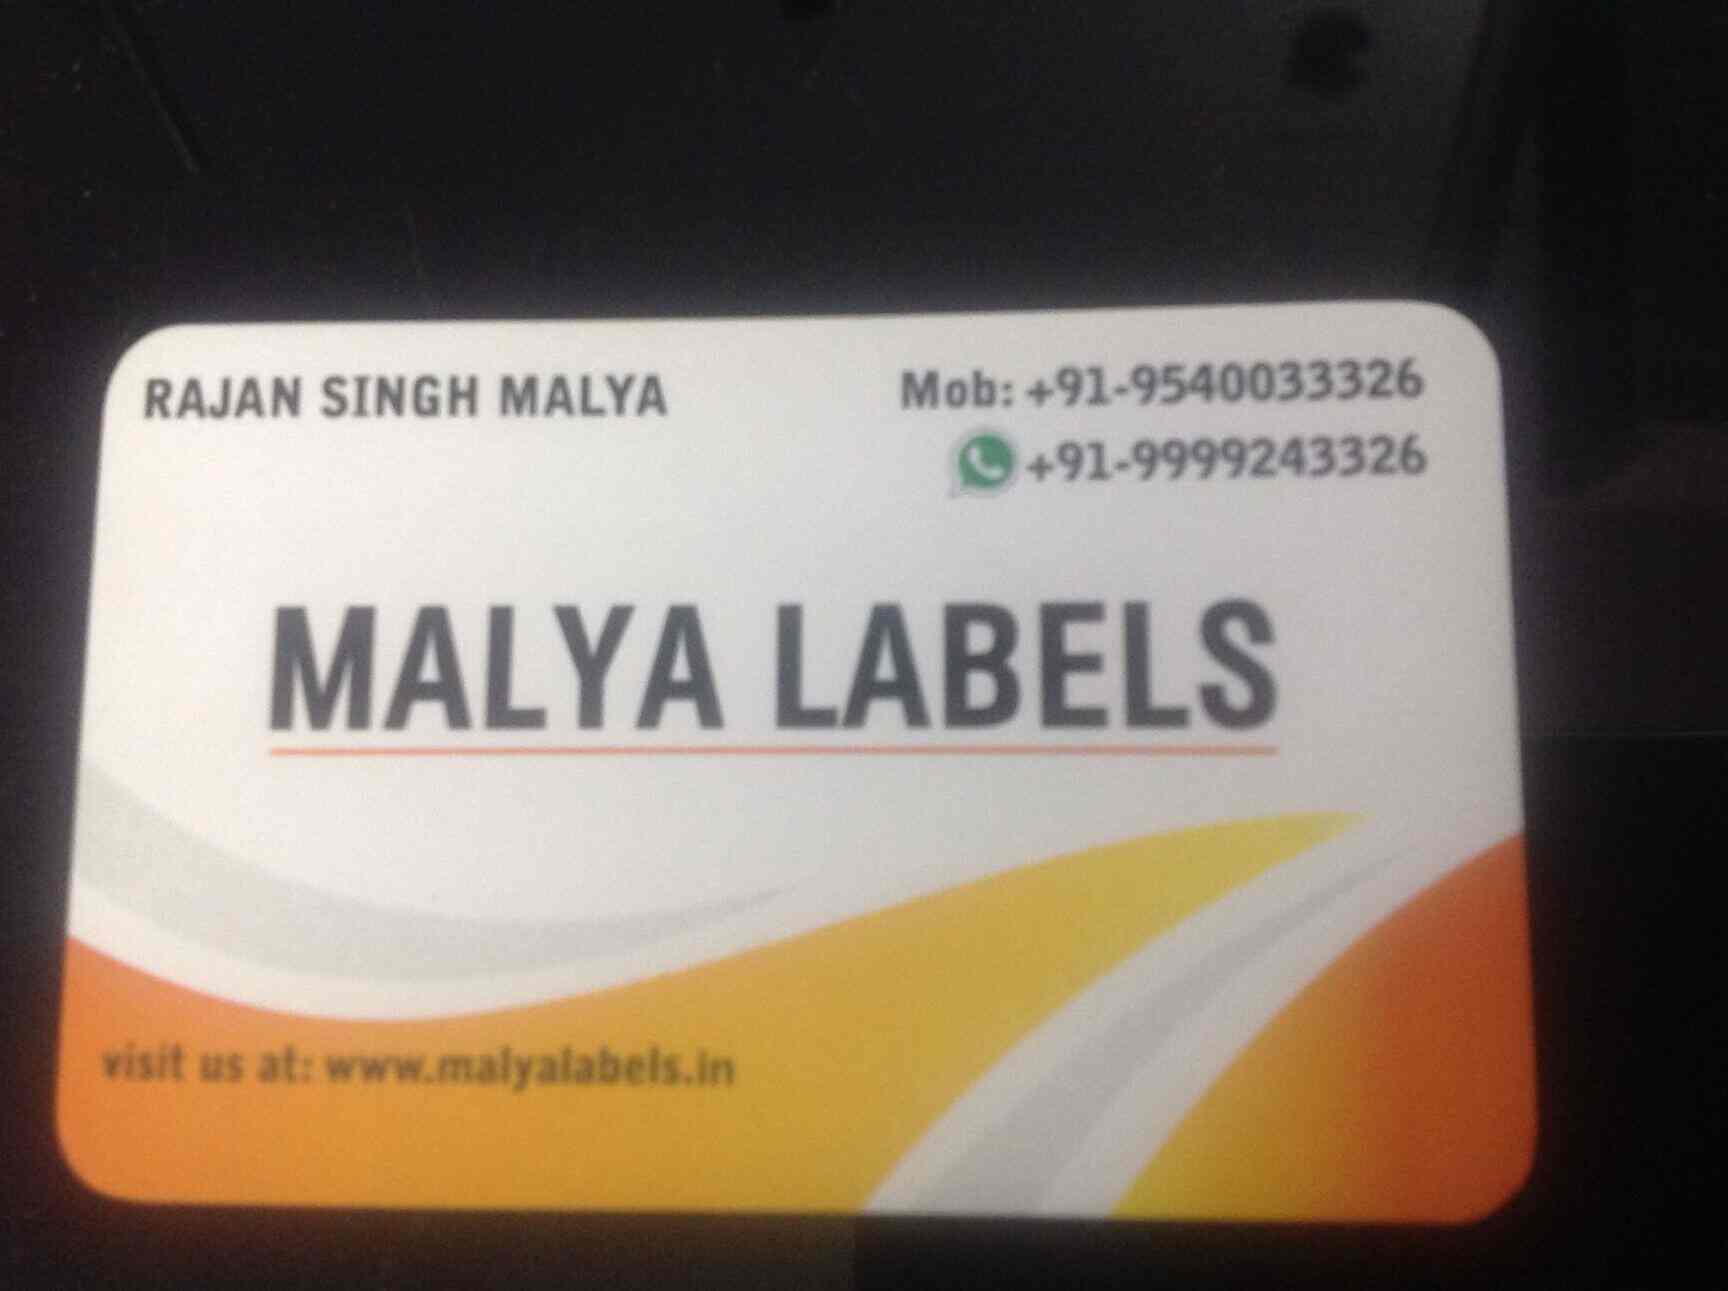 RAJAN SINGH MALYA
Mob: +91-9540033326
+91-9999243326
MALYA LABELS
visit us at: www.malyalabels.in